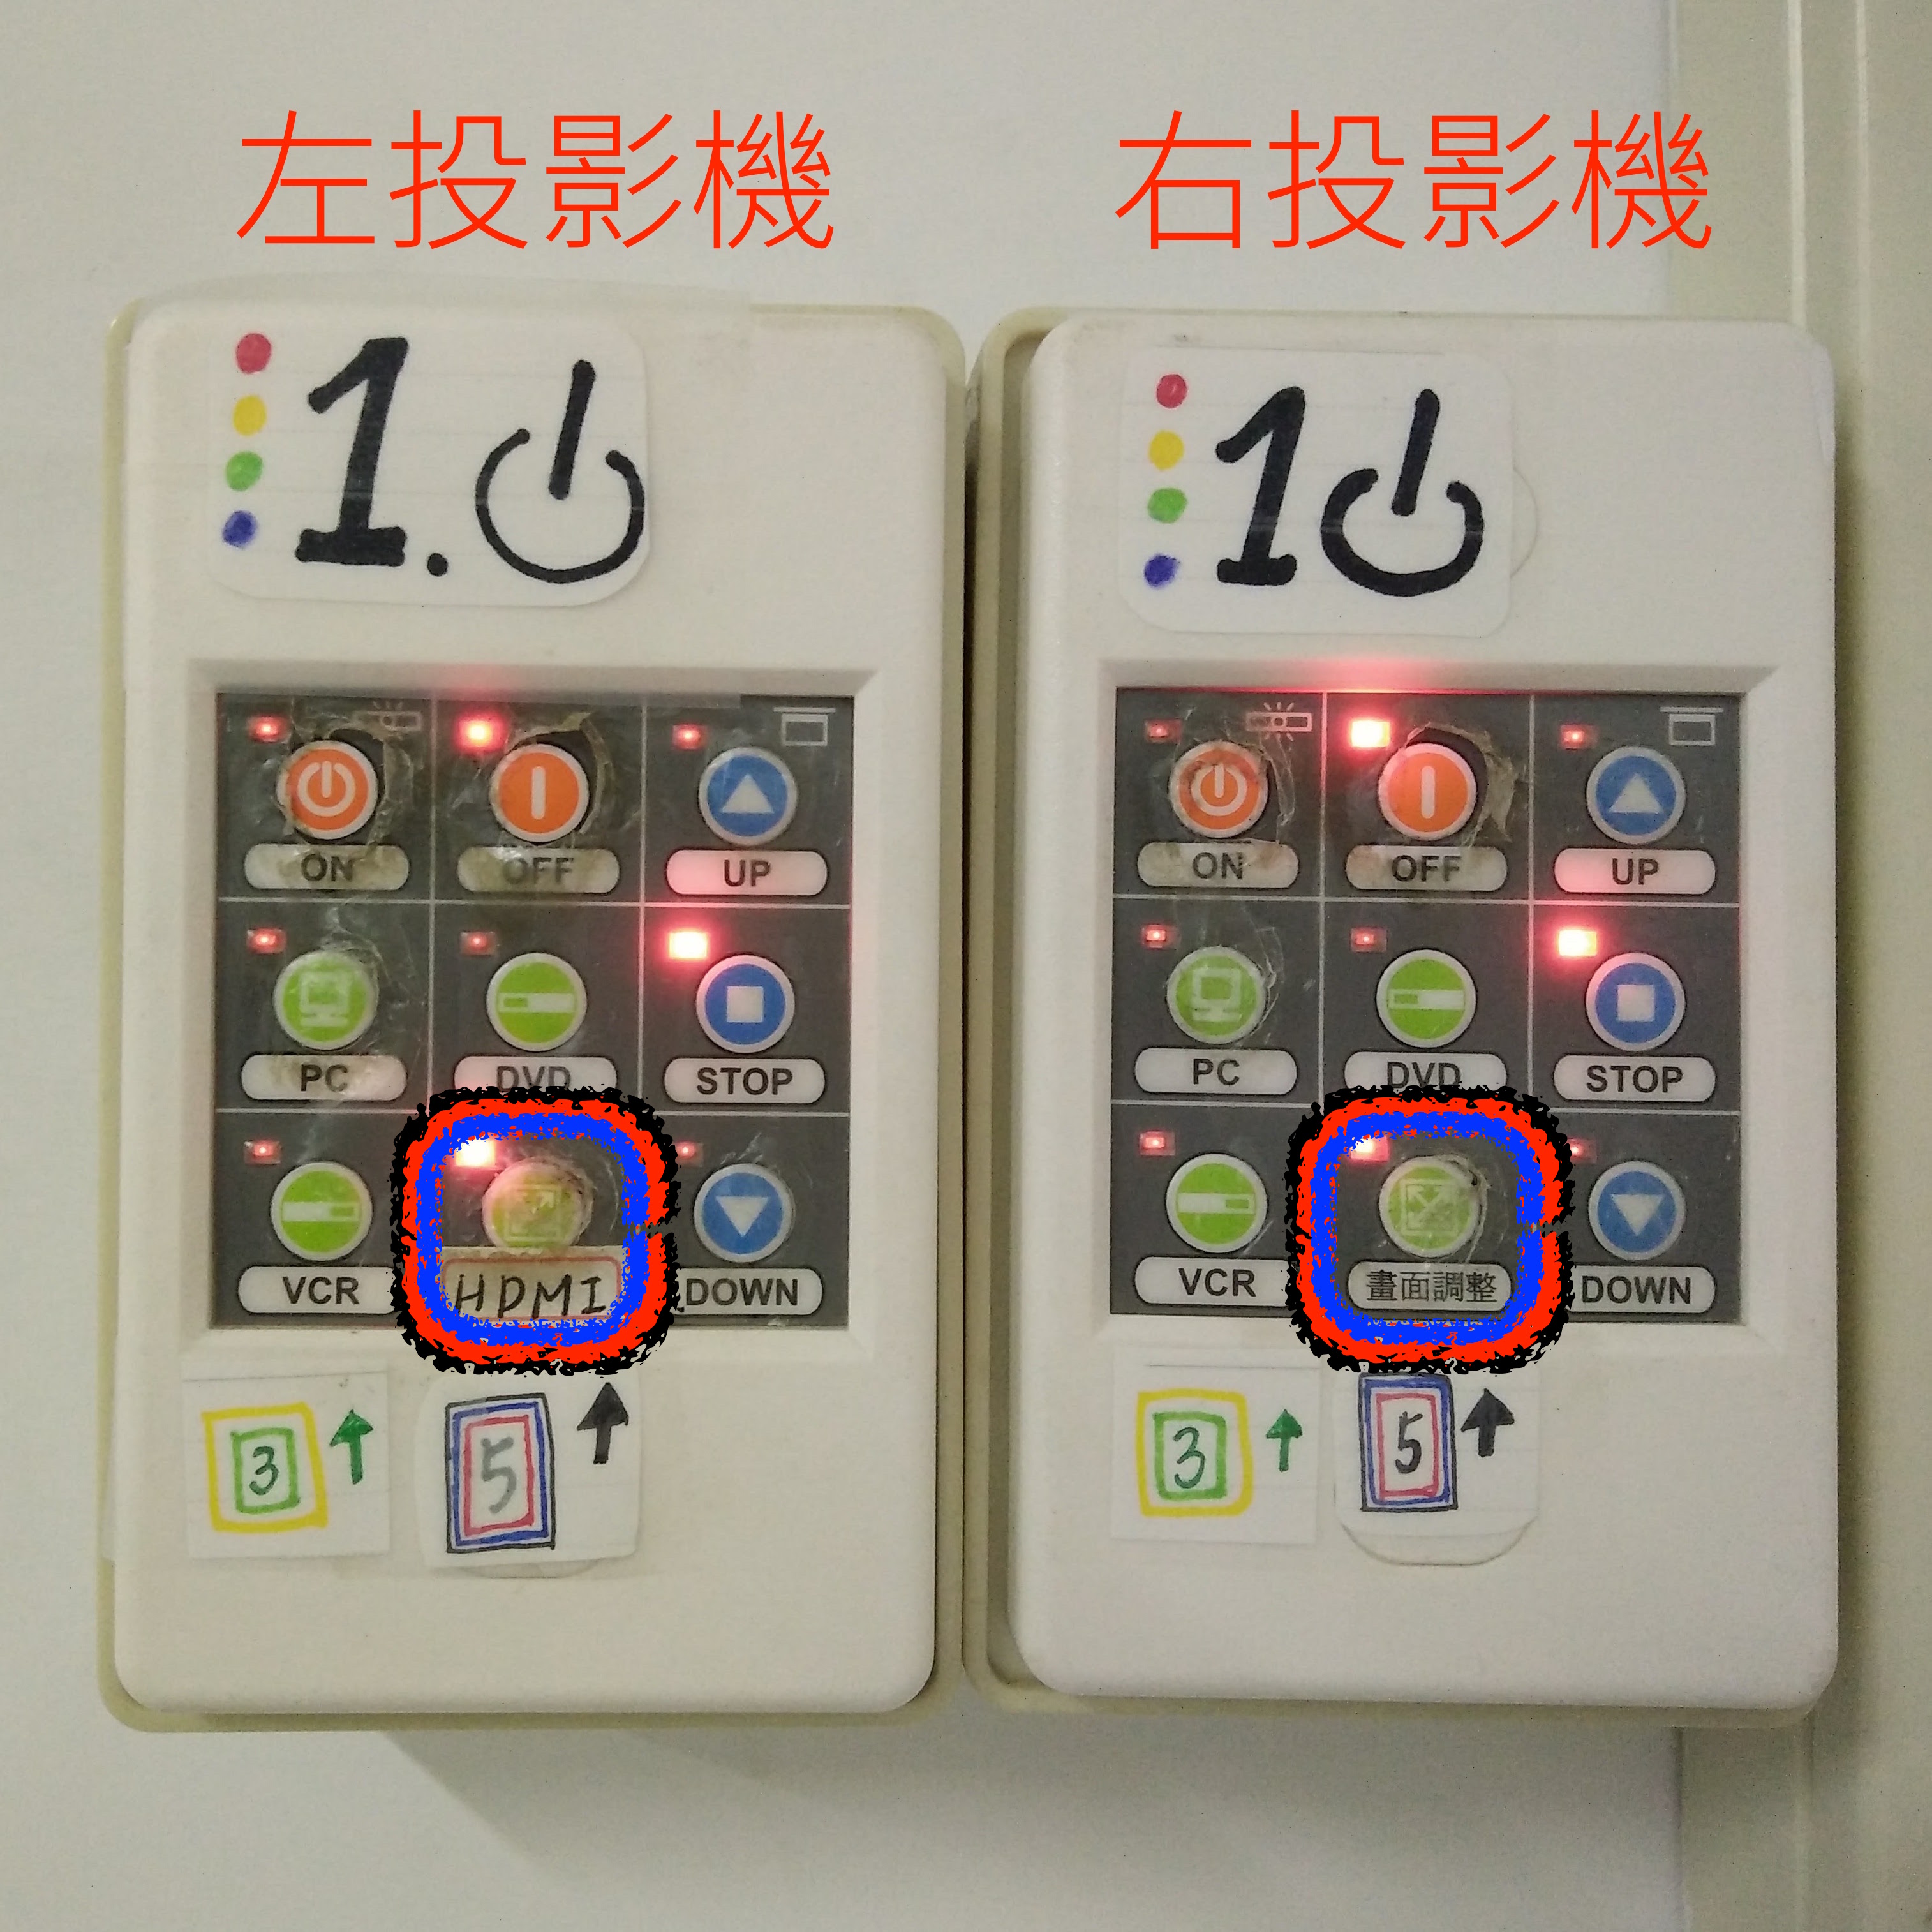 左投影機
右投影機
1.
1
ON
OFF
UP
PC
DVD
STOP
VCR
HDMI
DOWN
3
5
ON
OFF
UP
PC
DVD
STOP
VCR
畫面調整
DOWN
3
5